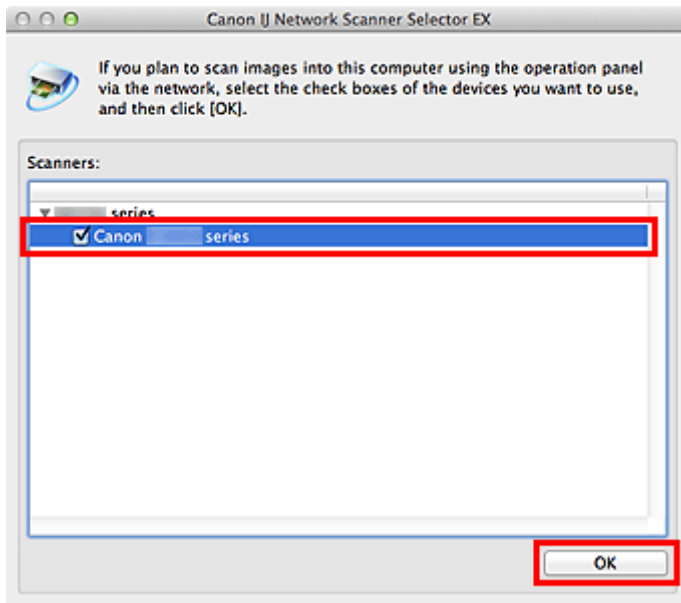 Canon IJ Network Scanner Selector EX
If you plan to scan images into this computer using the operation panel
via the network, select the check boxes of the devices you want to use,
and then click [OK].
Scanners:
series
Canon series
OK